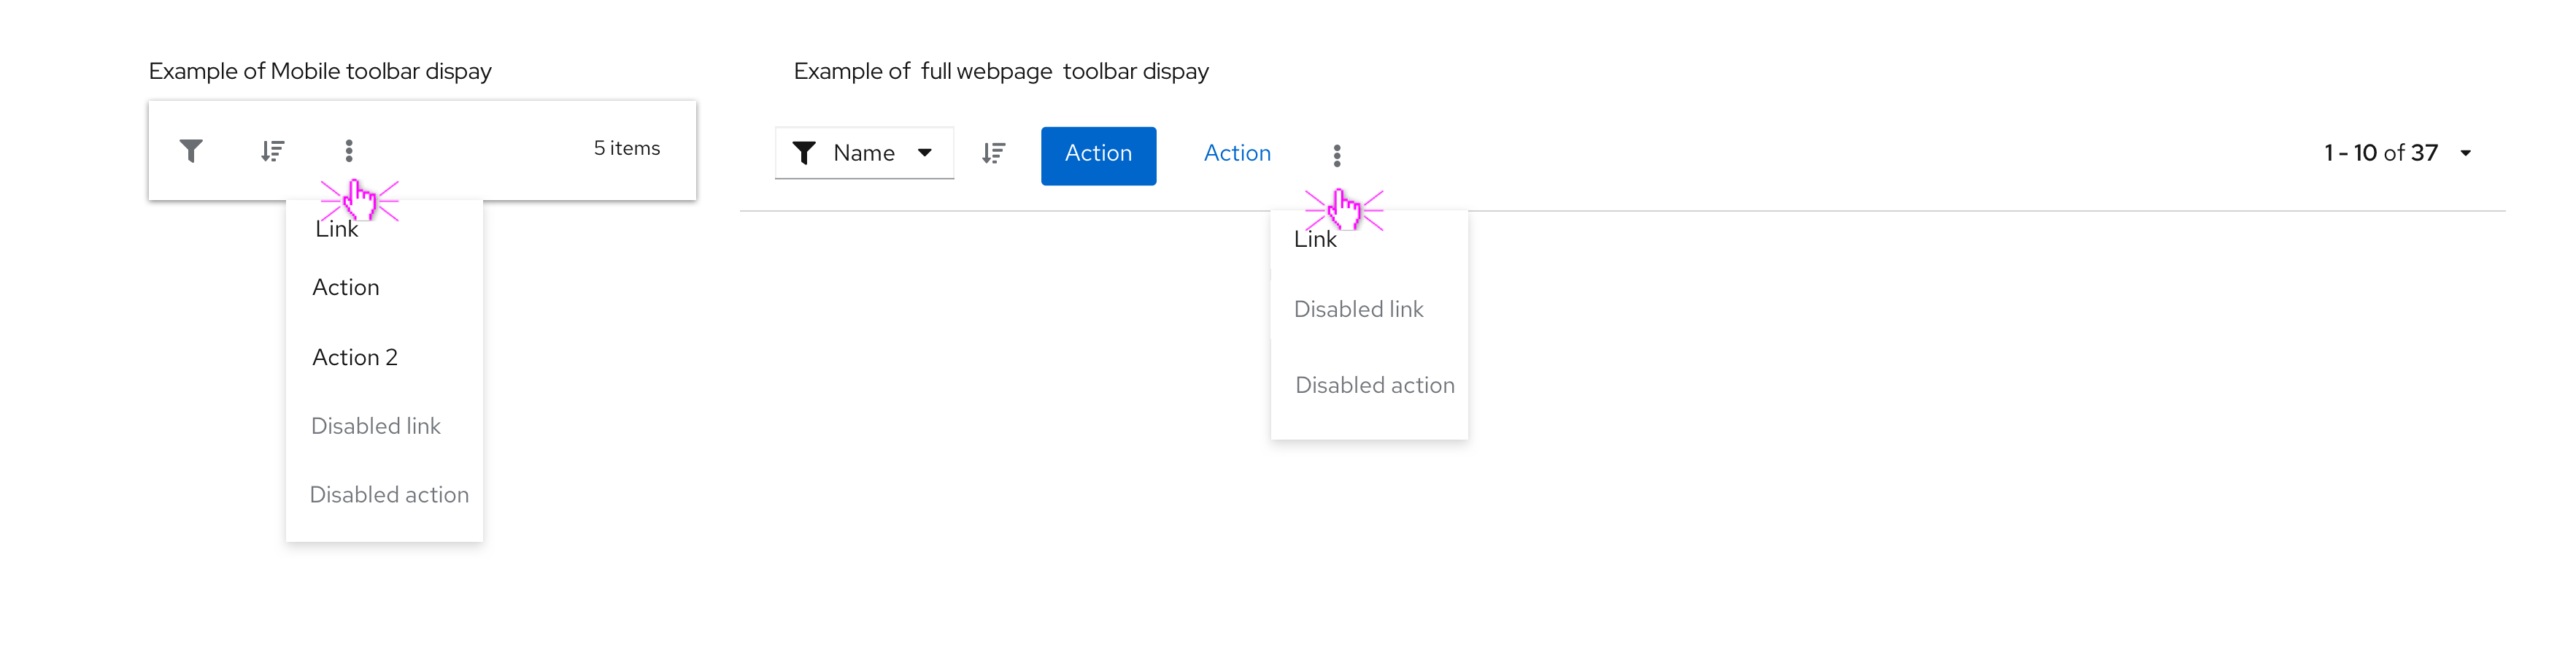 Example of Mobile toolbar dispay
5 items
Link
Action
Action 2
Disabled link
Disabled action
Example of full webpage toolbar dispay
Name
Action
Action
1 - 10 of 37
Link
Disabled link
Disabled action